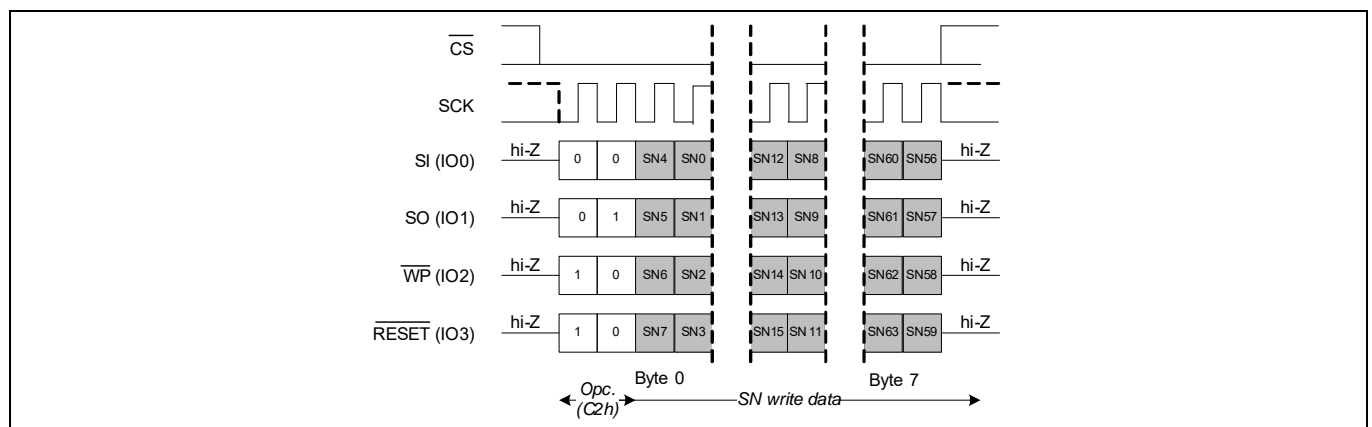 CS
SCK
SI (IO0) hi-Z 0 0 SN4 SN0 SN12 SN8 SN60 SN56 hi-Z
SO (IO1) hi-Z 0 1 SN5 SN1 SN13 SN9 SN61 SN57 hi-Z
WP (IO2) hi-Z 1 0 SN6 SN2 SN14 SN 10 SN62 SN58 hi-Z
RESET (IO3) hi-Z 1 0 SN7 SN3 SN15 SN 11 SN63 SN59 hi-Z
Byte 0 Byte 7
Opc. SN write data
(C2h)